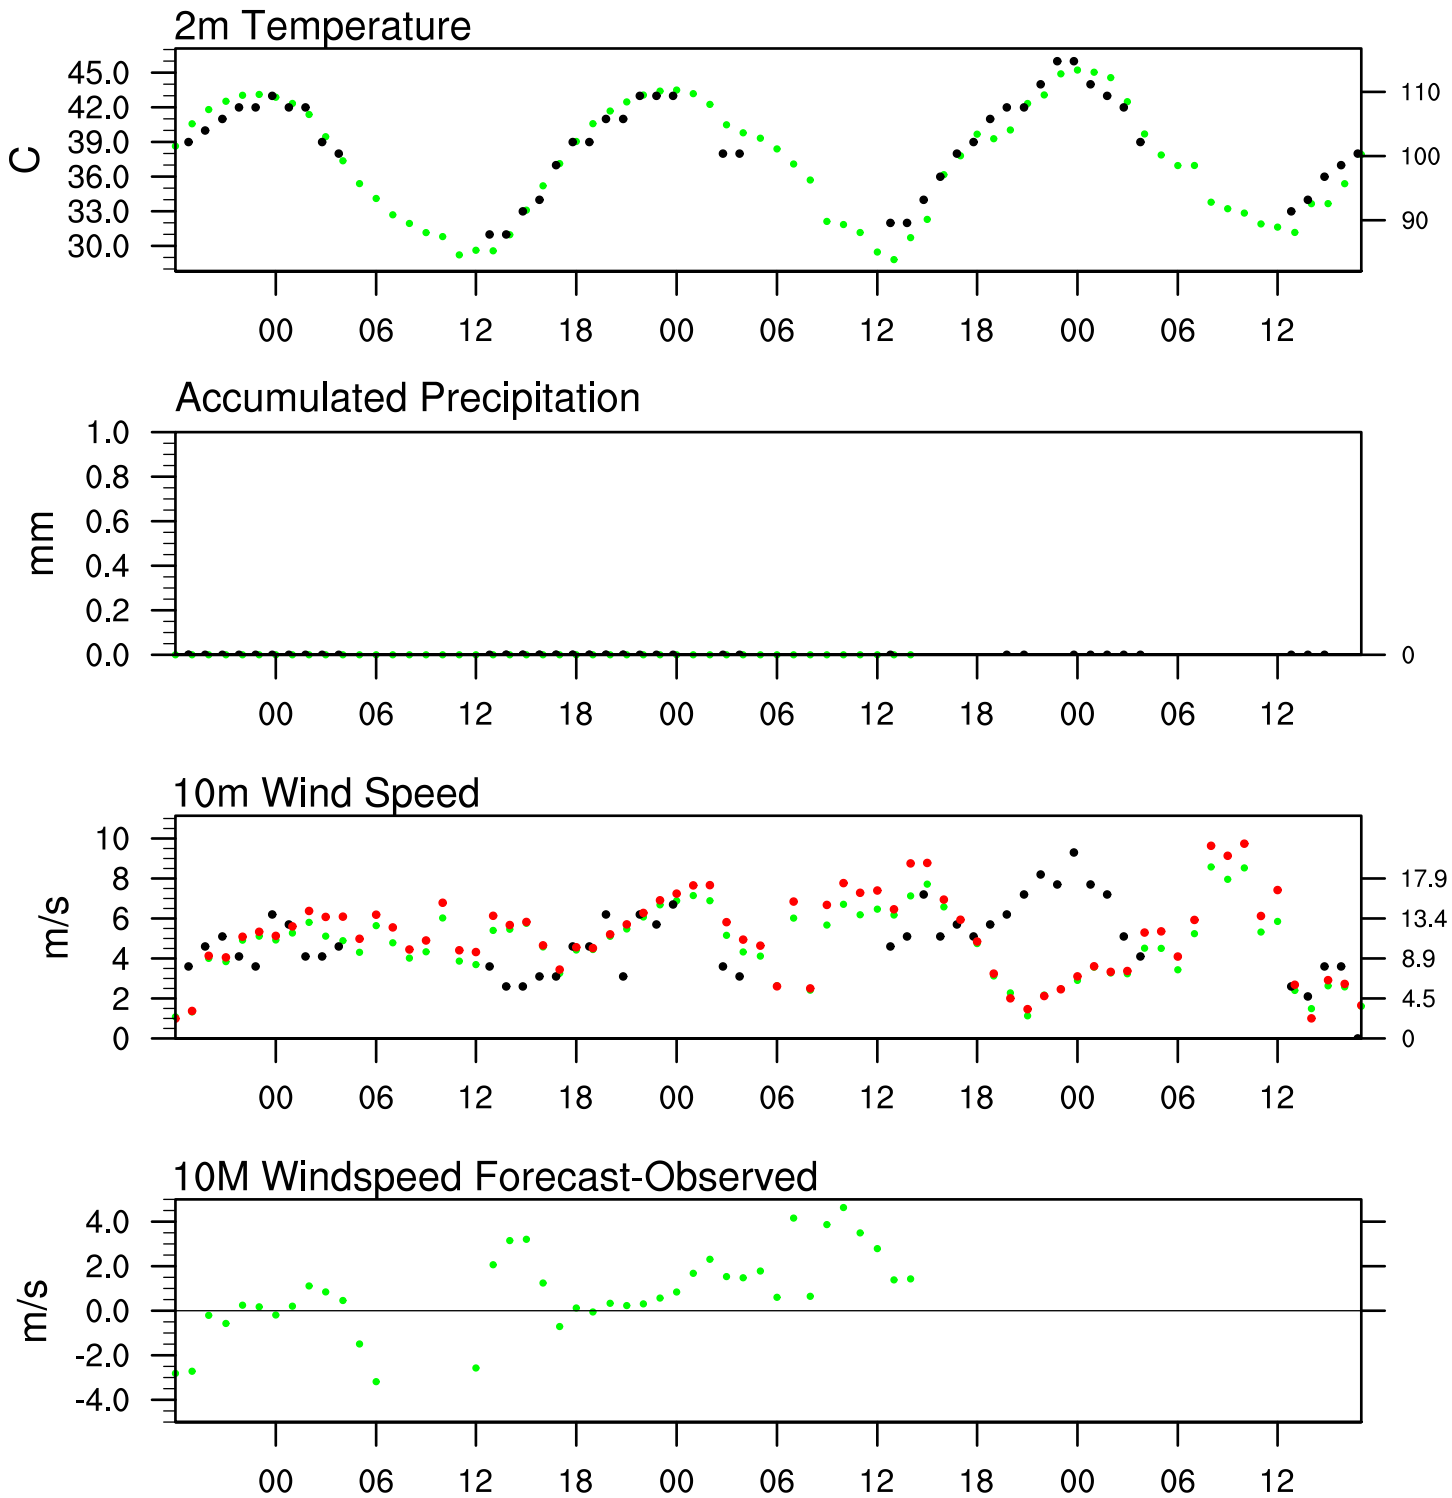 2m Temperature
45.0
42.0
39.0
36.0
33.0
30.0
C
110
100
90
00 06 12 18 00 06 12 18 00 06 12
Accumulated Precipitation
1.0
0.8
0.6
0.4
0.2
0.0
mm
0
00 06 12 18 00 06 12 18 00 06 12
10m Wind Speed
10
8
6
4
2
0
m/s
17.9
13.4
8.9
4.5
0
00 06 12 18 00 06 12 18 00 06 12
10M Windspeed Forecast-Observed
4.0
2.0
0.0
-2.0
-4.0
m/s
00 06 12 18 00 06 12 18 00 06 12